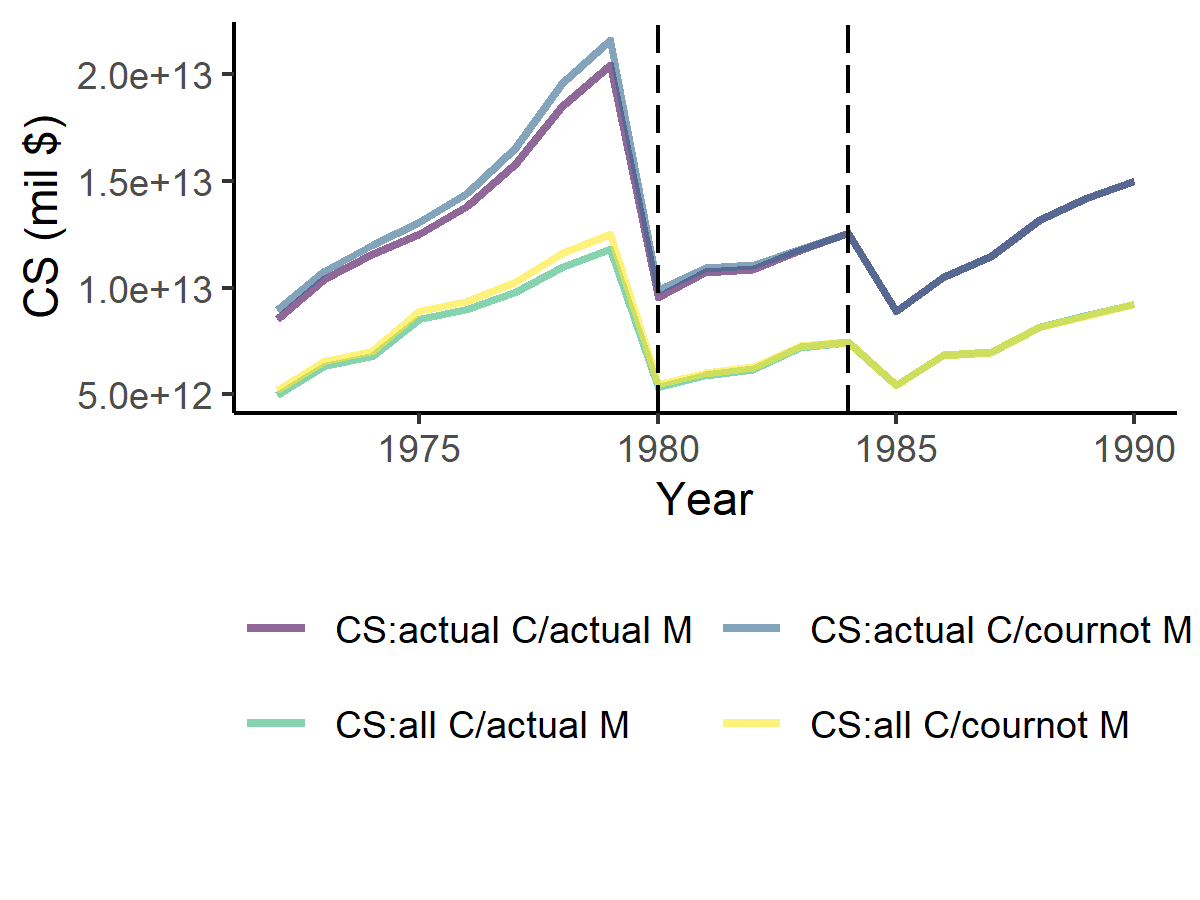 CS (mil $)
2.0e+13
1.5e+13
1.0e+13
5.0e+12
1975 1980 1985 1990
Year
CS:actual C/actual M CS:actual C/cournot M
CS:all C/actual M CS:all C/cournot M